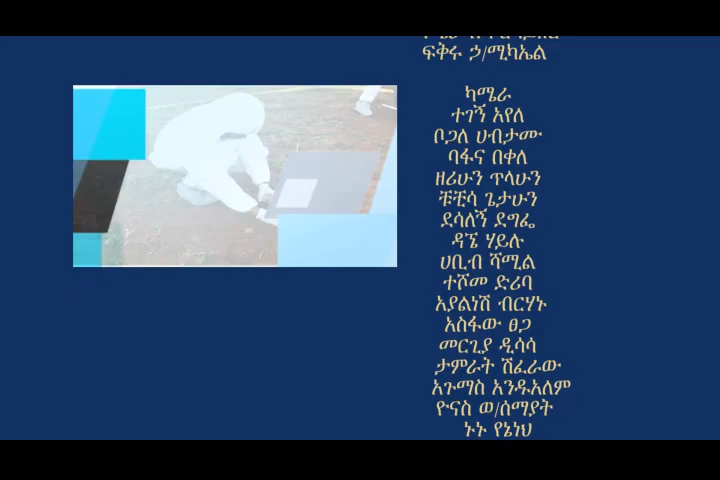 ፍቅሩ ኃ/ሚካኤል
ካሜራ
ተገኝ አየለ
ቦጋለ ሀብታሙ
ባፋና በቀለ
ዘሪሁን ጥላሁን
ቹቺሳ ጌታሁን
ደሳለኝ ደግፌ
ዳኜ ሃይሉ
ሀቢብ ሻሚል
ተሾመ ድሪባ
አያልነሽ ብርሃኑ
አስፋው ፀጋ
መርጊያ ዲሳሳ
ታምራት ሽፈራው
አጉማስ አንዱአለም
ዮናስ ወ/ሰማያት
ኑኑ የኔነህ